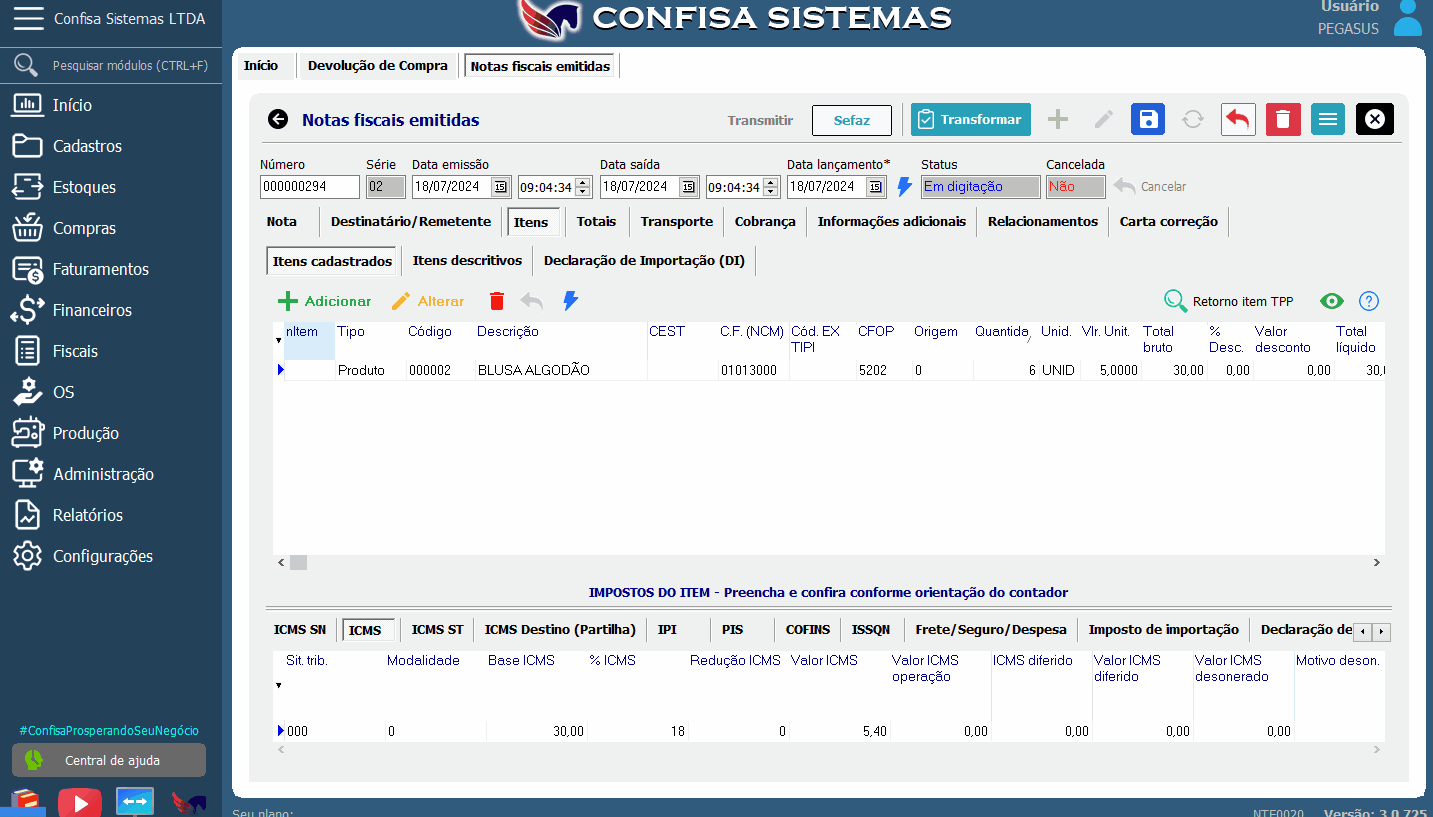 Confisa Sistemas LTDA
CONFISA SISTEMAS
Usuário
PEGASUS
Pesquisar módulos (CTRL+F)
Início
Cadastros
Estoques
Compras
Faturamentos
Financeiros
Fiscais
OS
Produção
Administração
Relatórios
Configurações
#ConfisaProsperandoSeuNegócio
Central de ajuda
Início Devolução de Compra Notas fiscais emitidas
Notas fiscais emitidas Transmitir Sefaz Transformar
Número Série Data emissão Data saída Data lançamento* Status Cancelada
000000294 02 18/07/2024 15 09:04:34 18/07/2024 15 09:04:34 18/07/2024 15 Em digitação Não Cancelar
Nota Destinatário/Remetente Itens Totais Transporte Cobrança Informações adicionais Relacionamentos Carta correção
Itens cadastrados Itens descritivos Declaração de Importação (DI)
Adicionar Alterar Retorno item TPP ?
nItem Tipo Código Descrição CEST C.F. (NCM) Cód. EX CFOP Origem Quantida Unid. Vlr. Unit. Total % Valor Total
TIPI bruto Desc. desconto líquido
Produto 000002 BLUSA ALGODÃO 01013000 5202 0 6 UNID 5,0000 30,00 0,00 0,00 30,0
IMPOSTOS DO ITEM - Preencha e confira conforme orientação do contador
ICMS SN ICMS ICMS ST ICMS Destino (Partilha) IPI PIS COFINS ISSQN Frete/Seguro/Despesa Imposto de importação Declaração de
Sit. trib. Modalidade Base ICMS % ICMS Redução ICMS Valor ICMS Valor ICMS ICMS diferido Valor ICMS Valor ICMS Motivo deson.
operação diferido desonerado
000 0 30,00 18 0 5,40 0,00 0,00 0,00 0,00
Seu plano: NTF0020 Versão: 3.0.725